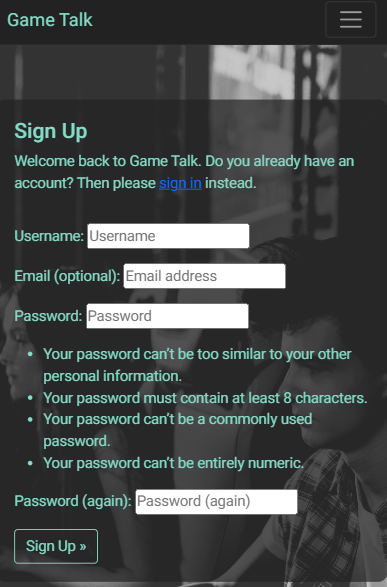 Game Talk
Sign Up
Welcome back to Game Talk. Do you already have an
account? Then please sign in instead.
Username: Username
Email (optional): Email address
Password: Password
• Your password can't be too similar to your other
personal information.
• Your password must contain at least 8 characters.
• Your password can't be a commonly used
password.
• Your password can't be entirely numeric.
Password (again): Password (again)
Sign Up »